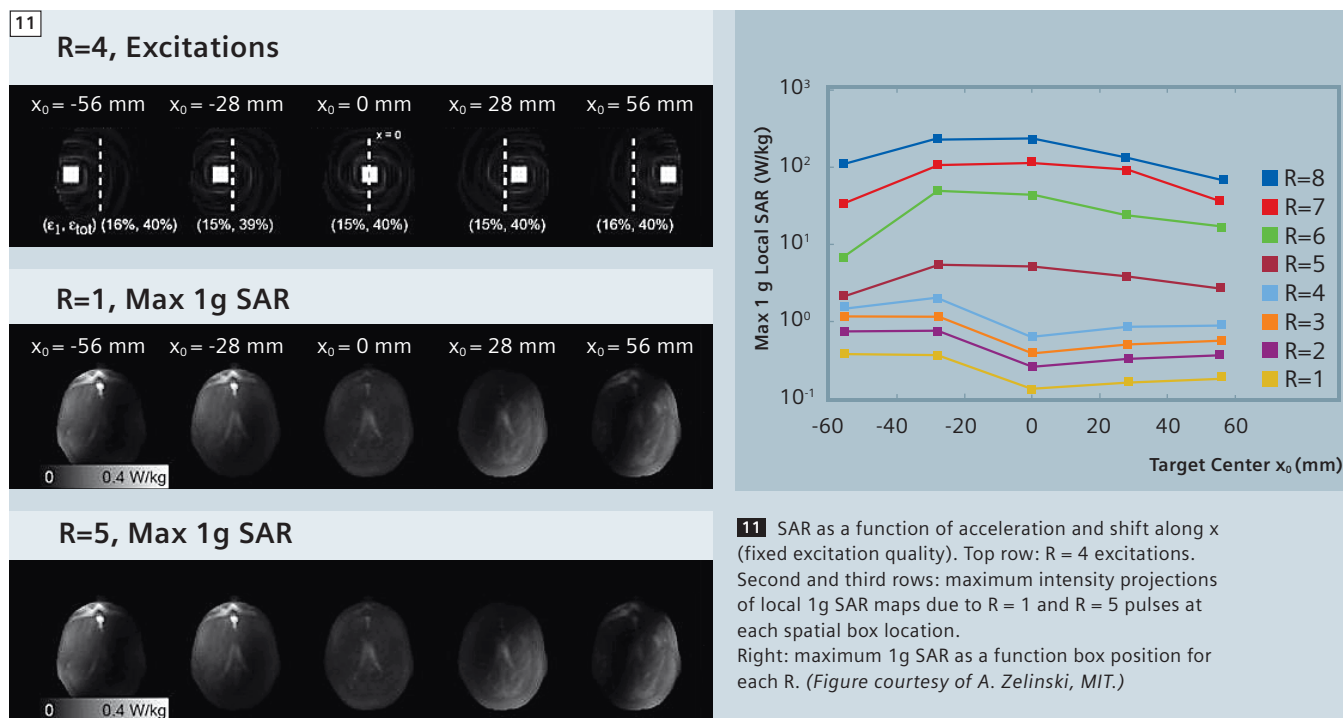 11
R=4, Excitations
x₀ = -56 mm x₀ = -28 mm x₀ = 0 mm x₀ = 28 mm x₀ = 56 mm
x = 0
(ε₁, εtot) (16%, 40%) (15%, 39%) (15%, 40%) (15%, 40%) (16%, 40%)
R=1, Max 1g SAR
x₀ = -56 mm x₀ = -28 mm x₀ = 0 mm x₀ = 28 mm x₀ = 56 mm
0 0.4 W/kg
R=5, Max 1g SAR
0 0.4 W/kg
Max 1 g Local SAR (W/kg)
10³
10²
10¹
10⁰
10⁻¹
-60 -40 -20 0 20 40 60
Target Center x₀ (mm)
R=8
R=7
R=6
R=5
R=4
R=3
R=2
R=1
11 SAR as a function of acceleration and shift along x
(fixed excitation quality). Top row: R = 4 excitations.
Second and third rows: maximum intensity projections
of local 1g SAR maps due to R = 1 and R = 5 pulses at
each spatial box location.
Right: maximum 1g SAR as a function box position for
each R. (Figure courtesy of A. Zelinski, MIT.)